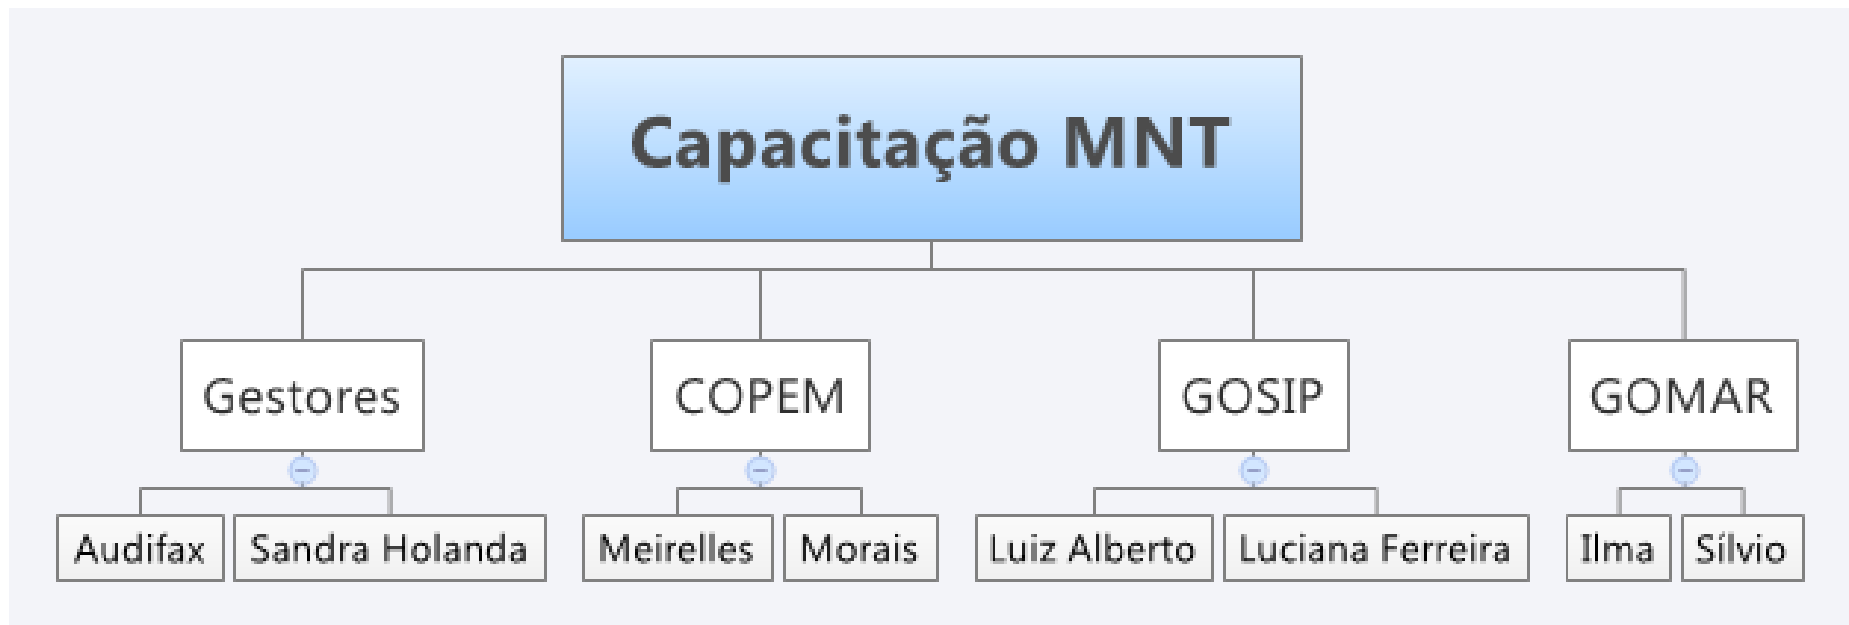 Capacitação MNT
Gestores
COPEM
GOSIP
GOMAR
Audifax
Sandra Holanda
Meirelles
Morais
Luiz Alberto
Luciana Ferreira
Ilma
Sílvio